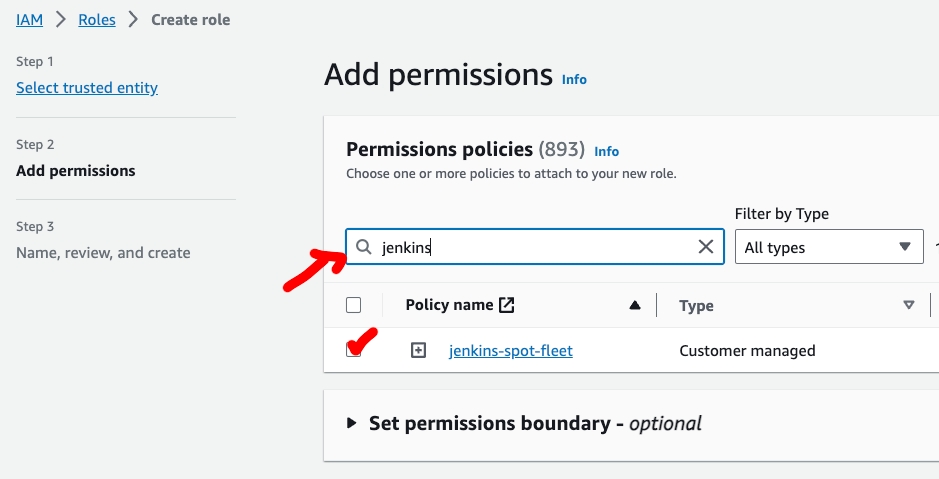 IAM > Roles > Create role
Step 1
Select trusted entity
Step 2
Add permissions
Step 3
Name, review, and create
Add permissions Info
Permissions policies (893) Info
Choose one or more policies to attach to your new role.
Filter by Type
jenkins
All types
Policy name
Type
jenkins-spot-fleet
Customer managed
Set permissions boundary - optional